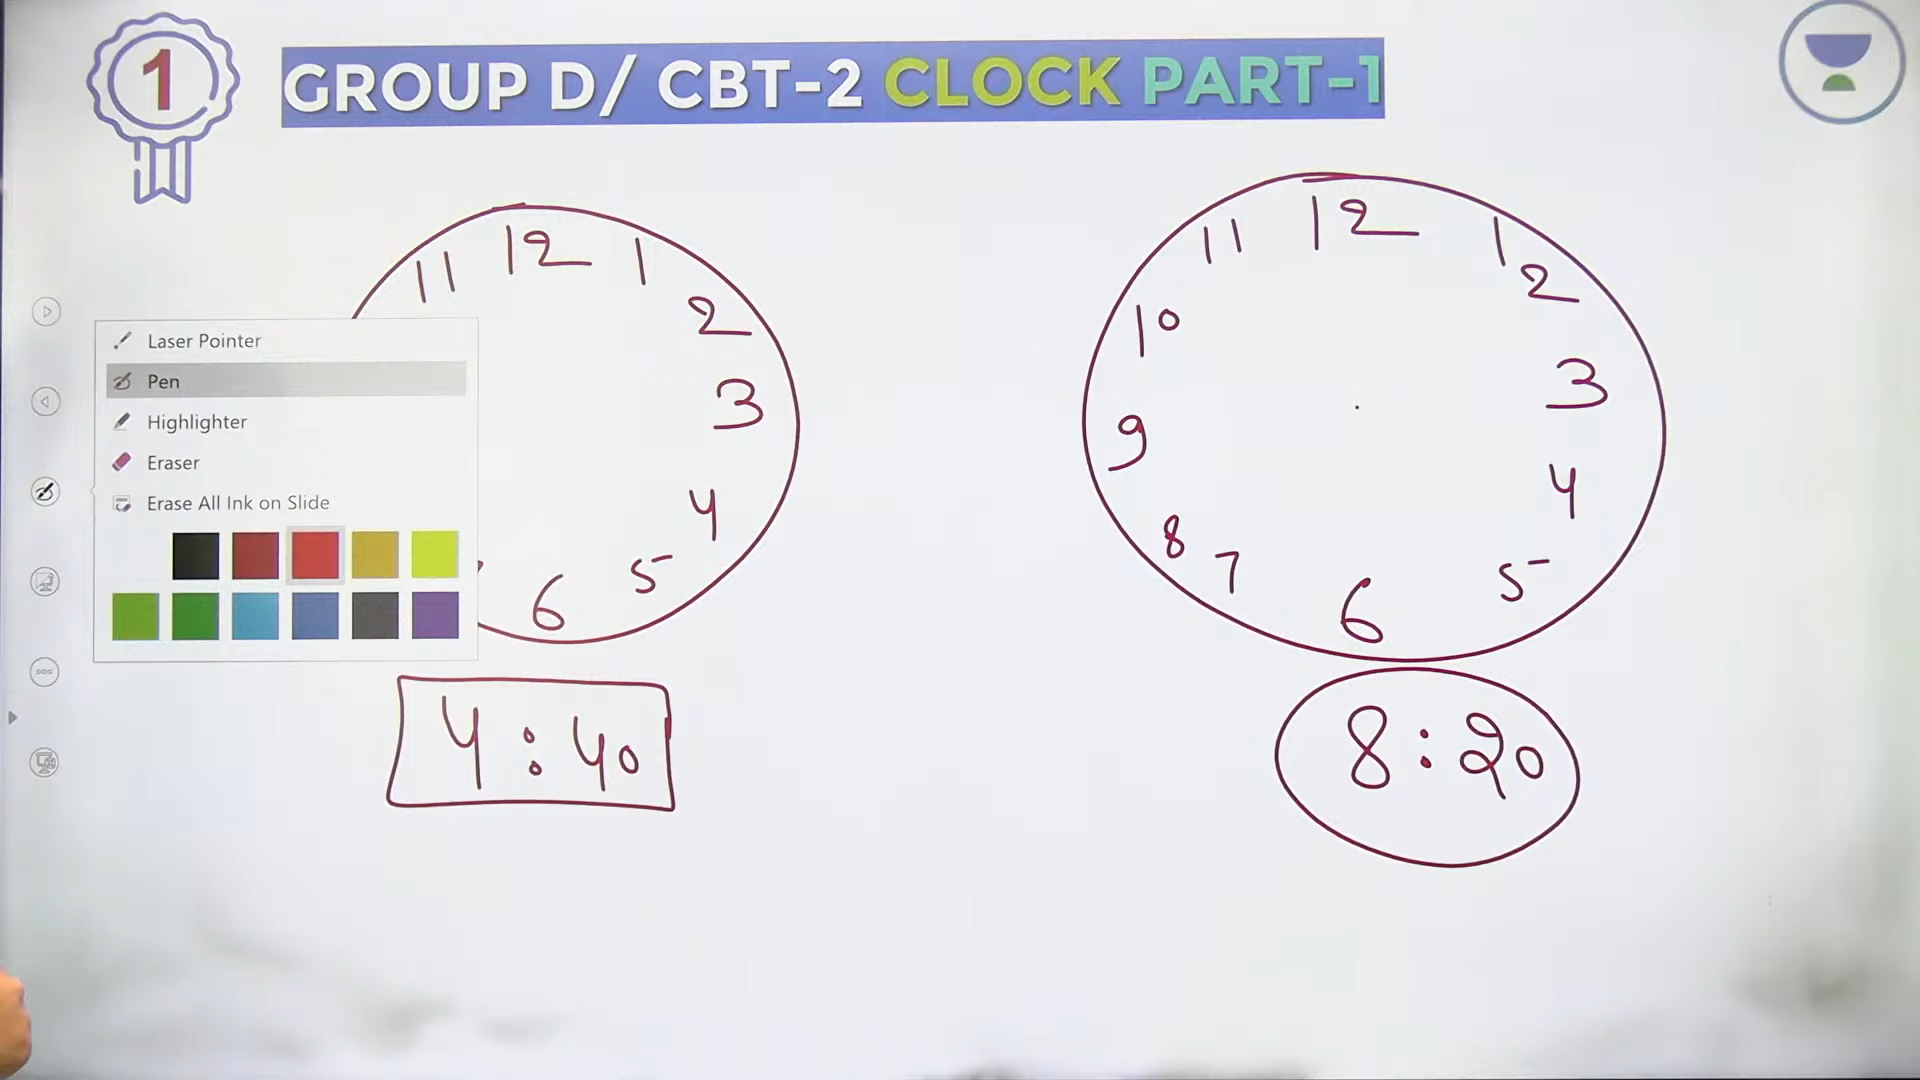 1
GROUP D/ CBT-2 CLOCK PART-1
11 12 1
2
3
4
5
6
Laser Pointer
Pen
Highlighter
Eraser
Erase All Ink on Slide
4:40
11 12 1
2
10
3
9
4
8
7
5
6
8:20